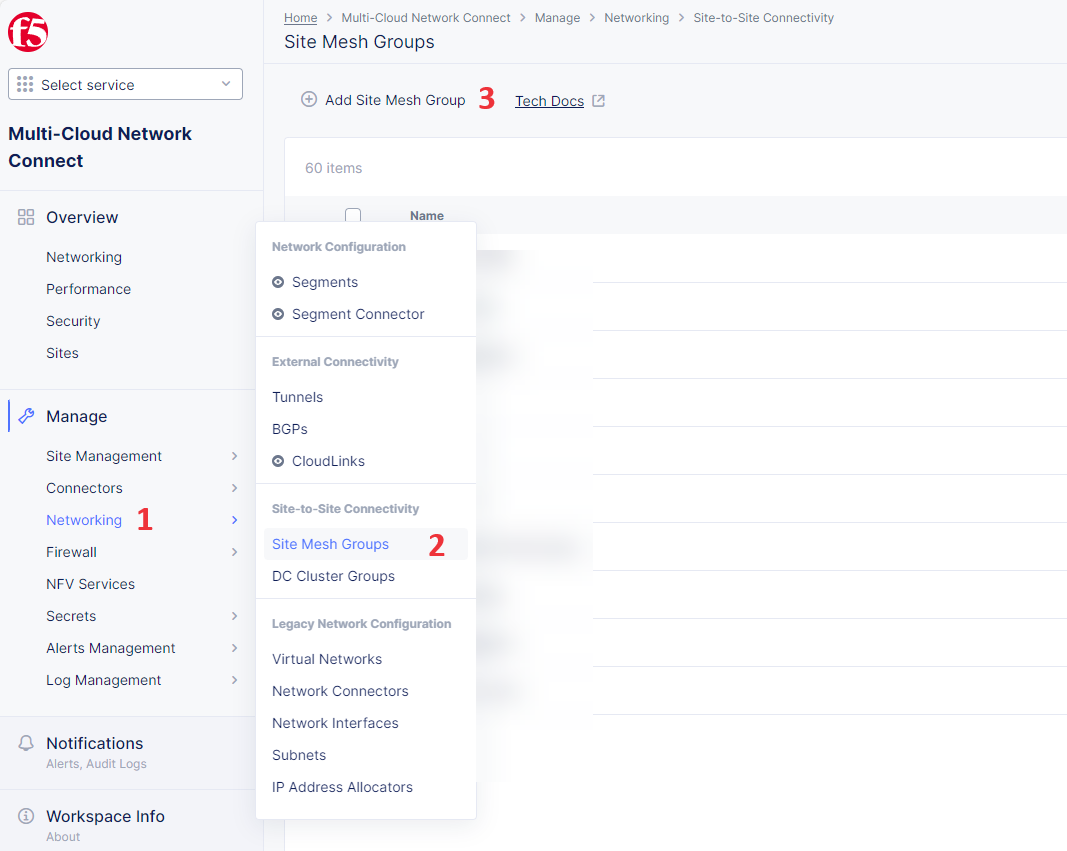 f5
Select service
Multi-Cloud Network
Connect
Overview
Networking
Performance
Security
Sites
Manage
Site Management
Connectors
Networking 1
Firewall
NFV Services
Secrets
Alerts Management
Log Management
Notifications
Alerts, Audit Logs
Workspace Info
About
Home > Multi-Cloud Network Connect > Manage > Networking > Site-to-Site Connectivity
Site Mesh Groups
Add Site Mesh Group 3 Tech Docs
60 items
Name
Network Configuration
Segments
Segment Connector
External Connectivity
Tunnels
BGPs
CloudLinks
Site-to-Site Connectivity
Site Mesh Groups 2
DC Cluster Groups
Legacy Network Configuration
Virtual Networks
Network Connectors
Network Interfaces
Subnets
IP Address Allocators